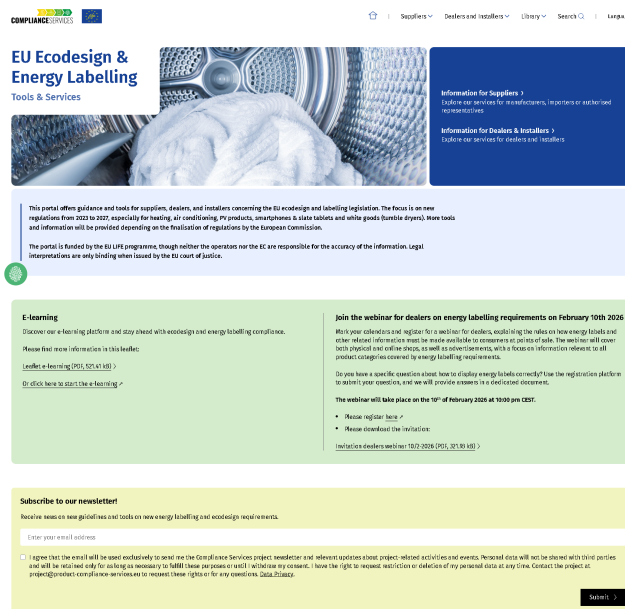 COMPLIANCESERVICES
Suppliers
Dealers and Installers
Library
Search
EU Ecodesign &
Energy Labelling
Tools & Services
Information for Suppliers
Explore our services for manufacturers, importers or authorised
representatives
Information for Dealers & Installers
Explore our services for dealers and installers
This portal offers guidance and tools for suppliers, dealers, and installers concerning the EU ecodesign and labelling legislation. The focus is on new
regulations from 2023 to 2027, especially for heating, air conditioning, PV products, smartphones & slate tablets and white goods (tumble dryers). More tools
and information will be provided depending on the finalisation of regulations by the European Commission.
The portal is funded by the EU LIFE programme, though neither the operators nor the EC are responsible for the accuracy of the information. Legal
interpretations are only binding when issued by the EU court of justice.
E-learning
Discover our e-learning platform and stay ahead with ecodesign and energy labelling compliance.
Please find more information in this leaflet:
Leaflet e-learning (PDF, 521.41 kB)
Or click here to start the e-learning
Join the webinar for dealers on energy labelling requirements on February 10th 2026
Mark your calendars and register for a webinar for dealers, explaining the rules on how energy labels and
other related information must be made available to consumers at points of sale. The webinar will cover
both physical and online shops, as well as advertisements, with a focus on information relevant to all
product categories covered by energy labelling requirements.
Do you have a specific question about how to display energy labels correctly? Use the registration platform
to submit your question, and we will provide answers in a dedicated document.
The webinar will take place on the 10th of February 2026 at 10:00 pm CEST.
• Please register here
• Please download the invitation:
Invitation dealers webinar 10/2-2026 (PDF, 321.93 kB)
Subscribe to our newsletter!
Receive news on new guidelines and tools on new energy labelling and ecodesign requirements.
Enter your email address
I agree that the email will be used exclusively to send me the Compliance Services project newsletter and relevant updates about project-related activities and events. Personal data will not be shared with third parties
and will be retained only for as long as necessary to fulfill these purposes or until I withdraw my consent. I have the right to request restriction or deletion of my personal data at any time. Contact the project at
project@product-compliance-services.eu to request these rights or for any questions. Data Privacy.
Submit